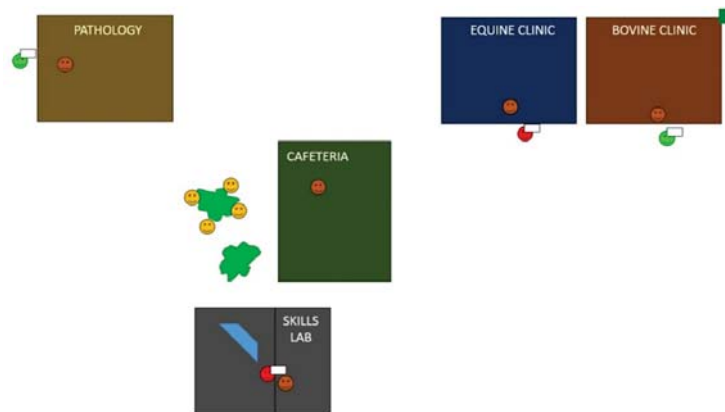 PATHOLOGY
EQUINE CLINIC
BOVINE CLINIC
CAFETERIA
SKILLS
LAB